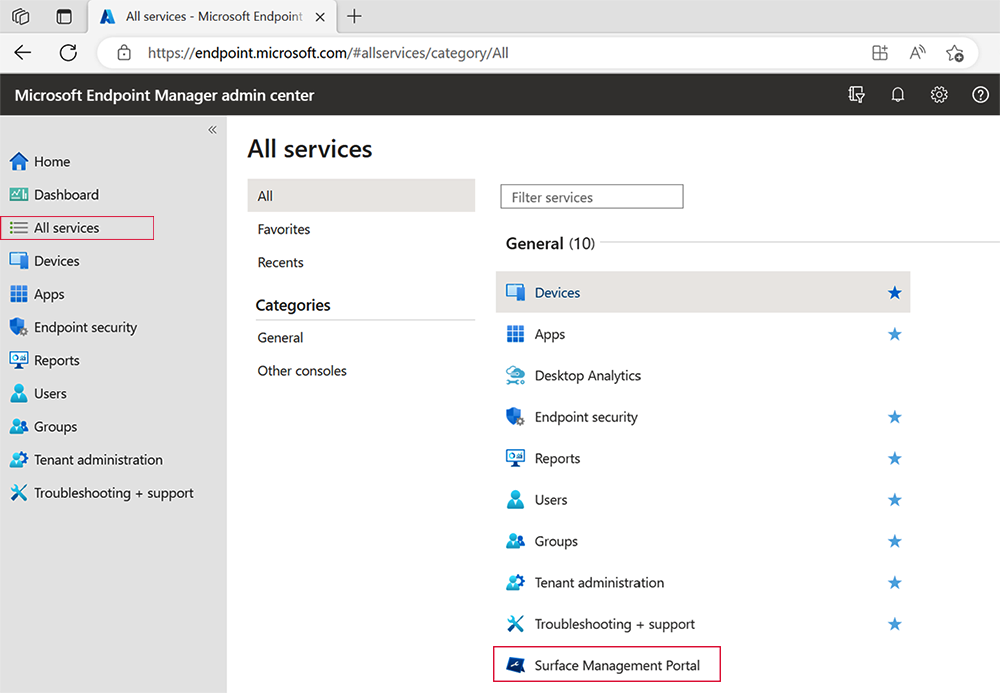 All services - Microsoft Endpoint
https://endpoint.microsoft.com/#allservices/category/All
Microsoft Endpoint Manager admin center
Home
Dashboard
All services
Devices
Apps
Endpoint security
Reports
Users
Groups
Tenant administration
Troubleshooting + support
All services
All
Favorites
Recents
Categories
General
Other consoles
Filter services
General (10)
Devices
Apps
Desktop Analytics
Endpoint security
Reports
Users
Groups
Tenant administration
Troubleshooting + support
Surface Management Portal